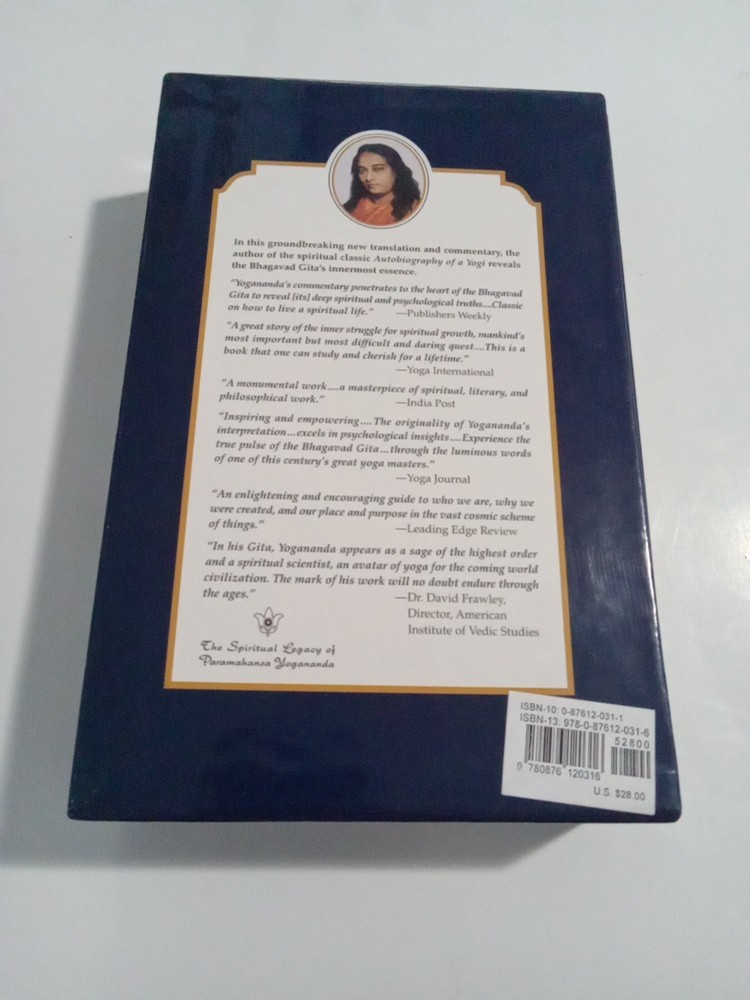 In this groundbreaking new translation and commentary, the
author of the spiritual classic Autobiography of a Yogi reveals
the Bhagavad Gita's innermost essence.
"Yogananda's commentary penetrates to the heart of the Bhagavad
Gita to reveal [its] deep spiritual and psychological truths....Classic
on how to live a spiritual life." —Publishers Weekly
"A great story of the inner struggle for spiritual growth, mankind's
most important but most difficult and daring quest....This is a
book that one can study and cherish for a lifetime."
—Yoga International
"A monumental work....a masterpiece of spiritual, literary, and
philosophical work." —India Post
"Inspiring and empowering....The originality of Yogananda's
interpretation...excels in psychological insights....Experience the
true pulse of the Bhagavad Gita...through the luminous words
of one of this century's great yoga masters."
—Yoga Journal
"An enlightening and encouraging guide to who we are, why we
were created, and our place and purpose in the vast cosmic scheme
of things." —Leading Edge Review
"In his Gita, Yogananda appears as a sage of the highest order
and a spiritual scientist, an avatar of yoga for the coming world
civilization. The mark of his work will no doubt endure through
the ages." —Dr. David Frawley,
Director, American
Institute of Vedic Studies
The Spiritual Legacy of
Paramahansa Yogananda
ISBN-10: 0-87612-031-1
ISBN-13: 978-0-87612-031-6
52800
9 780876 120316
U.S. $28.00